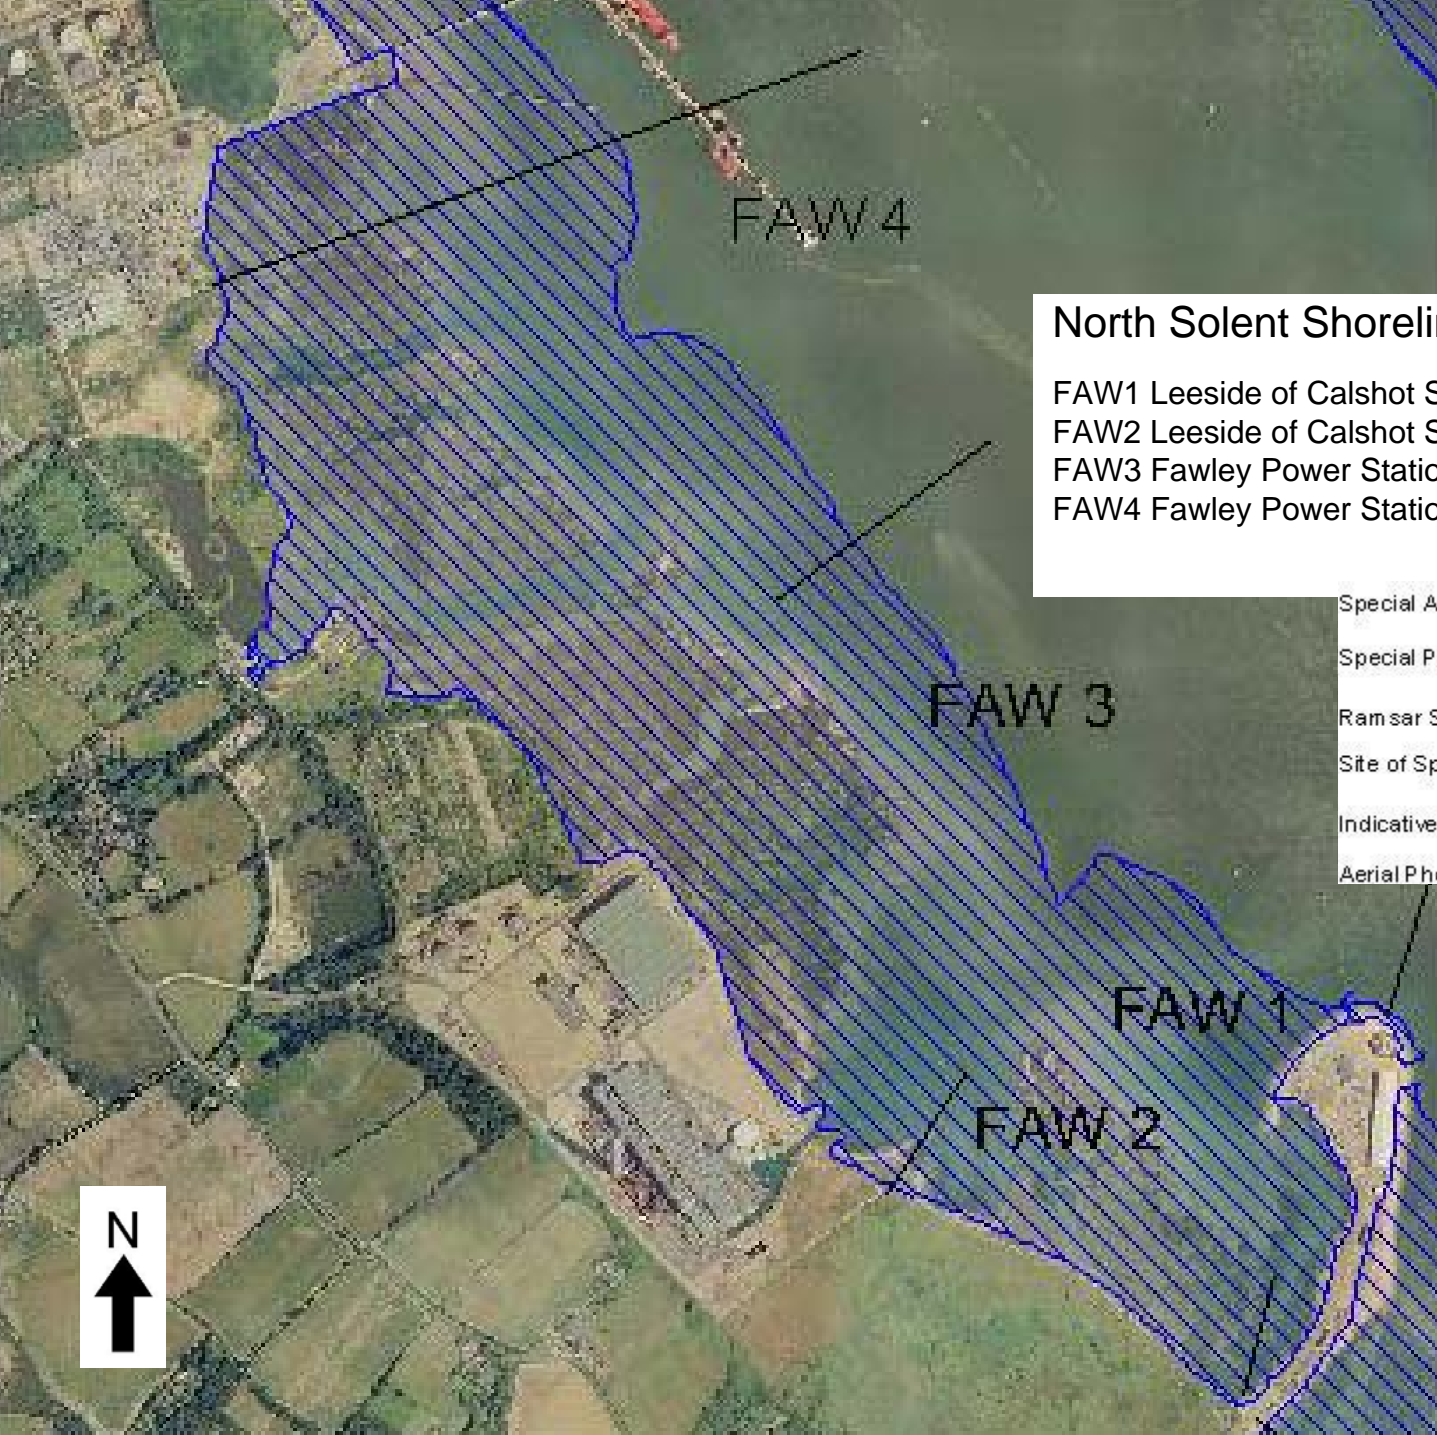 FAW 4
North Solent Shoreli
FAW1 Leeside of Calshot S
FAW2 Leeside of Calshot S
FAW3 Fawley Power Statio
FAW4 Fawley Power Statio
Special A
Special P
Ramsar S
Site of Sp
Indicative
Aerial Pho
FAW 3
FAW 1
FAW 2
N